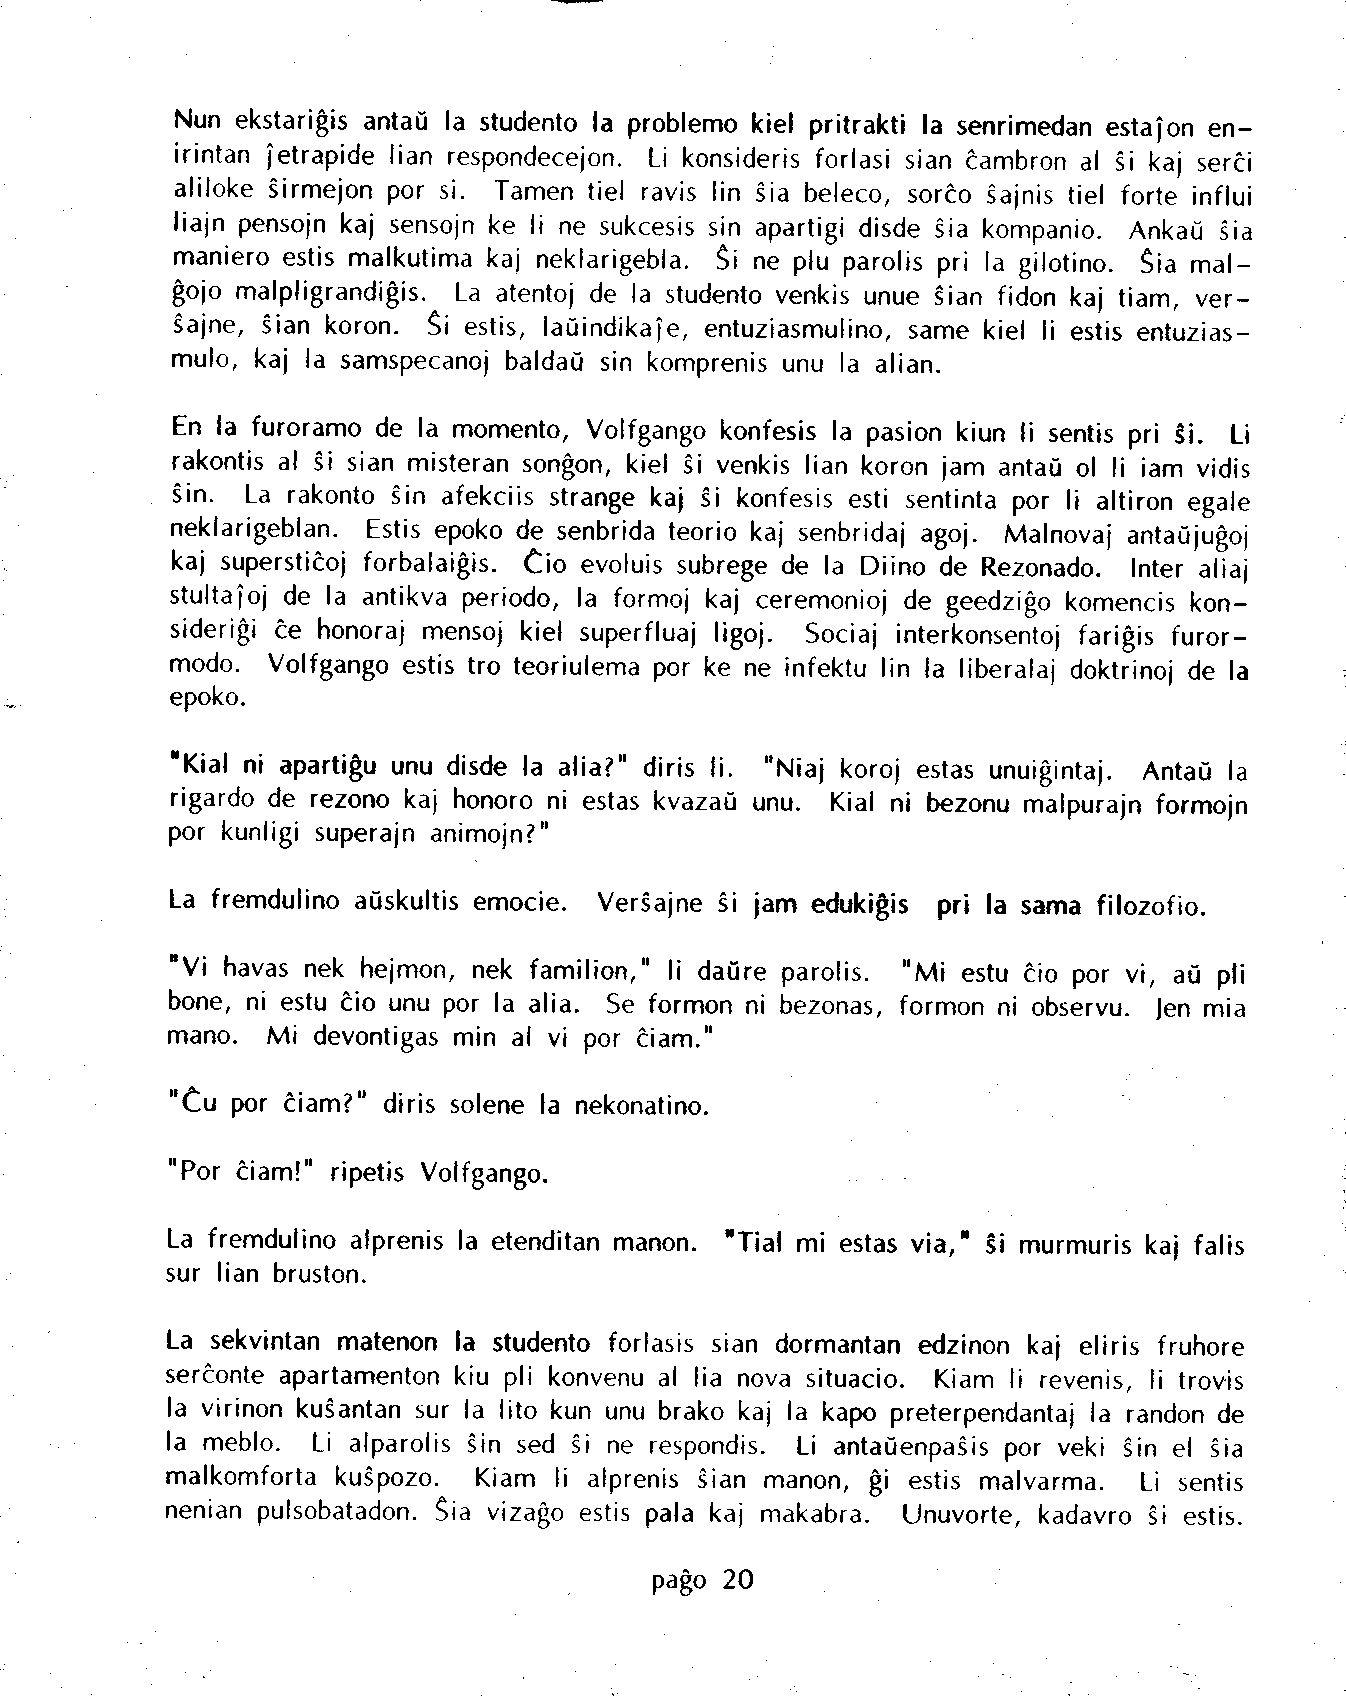 Nun ekstariĝis antaŭ la studento la problemo kiel pritrakti la senrimedan estaĵon en-
irintan ĵetrapide lian respondecejon. Li konsideris forlasi sian ĉambron al ŝi kaj serĉi
aliloke ŝirmejon por si. Tamen tiel ravis lin ŝia beleco, sorĉo ŝajnis tiel forte influi
liajn pensojn kaj sensojn ke li ne sukcesis sin apartigi disde ŝia kompanio. Ankaŭ ŝia
maniero estis malkutima kaj neklarigebla. Ŝi ne plu parolis pri la gilotino. Ŝia mal-
ĝojo malpligrandiĝis. La atentoj de la studento venkis unue ŝian fidon kaj tiam, ver-
ŝajne, ŝian koron. Ŝi estis, laŭindikaĵe, entuziasmulino, same kiel li estis entuzias-
mulo, kaj la samspecanoj baldaŭ sin komprenis unu la alian.

En la furoramo de la momento, Volfgango konfesis la pasion kiun li sentis pri ŝi. Li
rakontis al ŝi sian misteran sonĝon, kiel ŝi venkis lian koron jam antaŭ ol li iam vidis
ŝin. La rakonto ŝin afekciis strange kaj ŝi konfesis esti sentinta por li altiron egale
neklarigeblan. Estis epoko de senbrida teorio kaj senbridaj agoj. Malnovaj antaŭjuĝoj
kaj superstiĉoj forbalaiĝis. Ĉio evoluis subrege de la Diino de Rezonado. Inter aliaj
stultaĵoj de la antikva periodo, la formoj kaj ceremonioj de geedziĝo komencis kon-
sideriĝi ĉe honoraj mensoj kiel superfluaj ligoj. Sociaj interkonsentoj fariĝis furor-
modo. Volfgango estis tro teoriulema por ke ne infektu lin la liberalaj doktrinoj de la
epoko.

"Kial ni apartiĝu unu disde la alia?" diris li. "Niaj koroj estas unuiĝintaj. Antaŭ la
rigardo de rezono kaj honoro ni estas kvazaŭ unu. Kial ni bezonu malpurajn formojn
por kunligi superajn animojn?"

La fremdulino aŭskultis emocie. Verŝajne ŝi jam edukiĝis pri la sama filozofio.

"Vi havas nek hejmon, nek familion," li daŭre parolis. "Mi estu ĉio por vi, aŭ pli
bone, ni estu ĉio unu por la alia. Se formon ni bezonas, formon ni observu. Jen mia
mano. Mi devontigas min al vi por ĉiam."

"Ĉu por ĉiam?" diris solene la nekonatino.

"Por ĉiam!" ripetis Volfgango.

La fremdulino alprenis la etenditan manon. "Tial mi estas via," ŝi murmuris kaj falis
sur lian bruston.

La sekvintan matenon la studento forlasis sian dormantan edzinon kaj eliris fruhore
serĉonte apartamenton kiu pli konvenu al lia nova situacio. Kiam li revenis, li trovis
la virinon kuŝantan sur la lito kun unu brako kaj la kapo preterpendantaj la randon de
la meblo. Li alparolis ŝin sed ŝi ne respondis. Li antaŭenpaŝis por veki ŝin el ŝia
malkomforta kuŝpozo. Kiam li alprenis ŝian manon, ĝi estis malvarma. Li sentis
nenian pulsobatadon. Ŝia vizaĝo estis pala kaj makabra. Unuvorte, kadavro ŝi estis.

paĝo 20